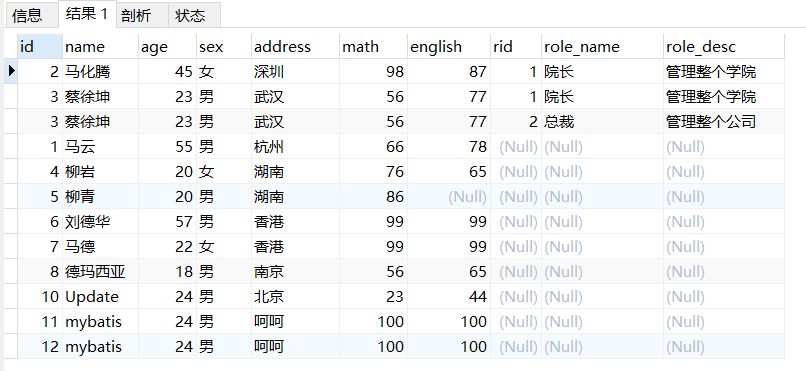 信息 结果 1 剖析 状态
id name age sex address math english rid role_name role_desc
2 马化腾 45 女 深圳 98 87 1 院长 管理整个学院
3 蔡徐坤 23 男 武汉 56 77 1 院长 管理整个学院
3 蔡徐坤 23 男 武汉 56 77 2 总裁 管理整个公司
1 马云 55 男 杭州 66 78 (Null) (Null) (Null)
4 柳岩 20 女 湖南 76 65 (Null) (Null) (Null)
5 柳青 20 男 湖南 86 (Null) (Null) (Null) (Null)
6 刘德华 57 男 香港 99 99 (Null) (Null) (Null)
7 马德 22 女 香港 99 99 (Null) (Null) (Null)
8 德玛西亚 18 男 南京 56 65 (Null) (Null) (Null)
10 Update 24 男 北京 23 44 (Null) (Null) (Null)
11 mybatis 24 男 呵呵 100 100 (Null) (Null) (Null)
12 mybatis 24 男 呵呵 100 100 (Null) (Null) (Null)